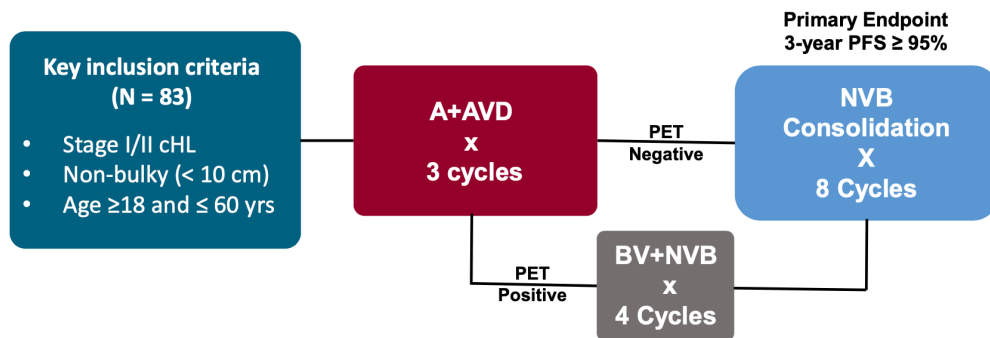 Key inclusion criteria
(N = 83)
• Stage I/II cHL
• Non-bulky (< 10 cm)
• Age ≥18 and ≤ 60 yrs
A+AVD
x
3 cycles
PET
Negative
Primary Endpoint
3-year PFS ≥ 95%
NVB
Consolidation
X
8 Cycles
PET
Positive
BV+NVB
x
4 Cycles